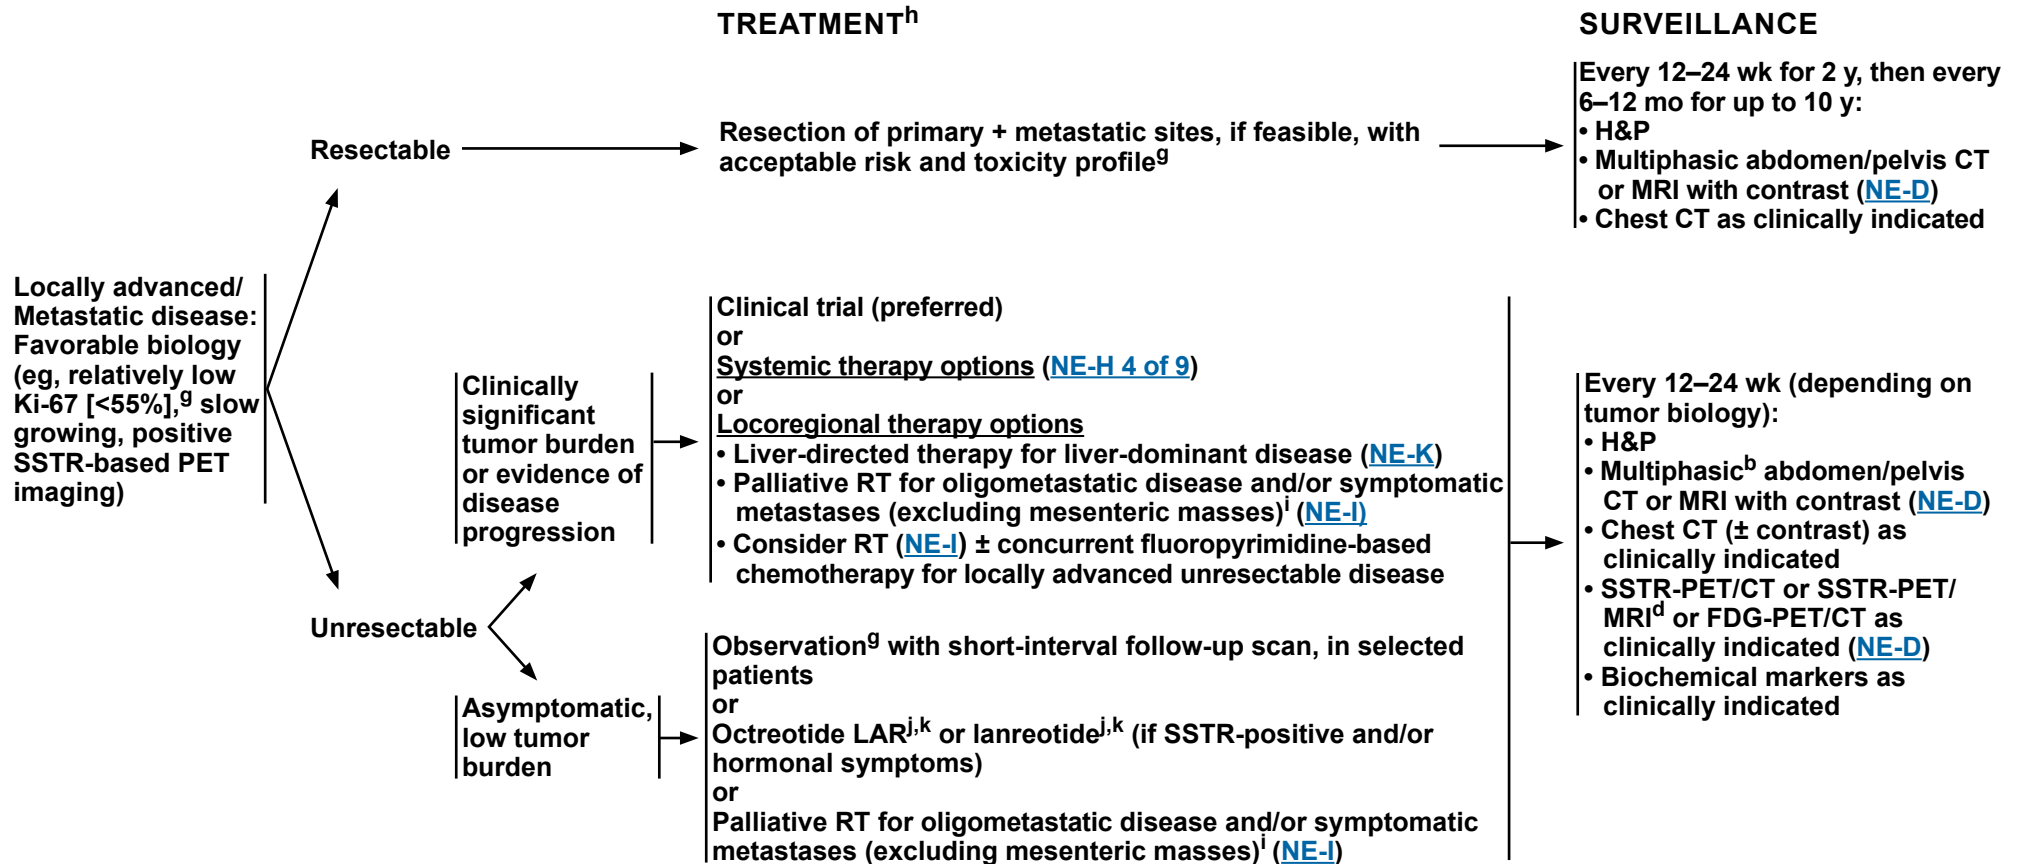 TREATMENTh
SURVEILLANCE
Resectable
Resection of primary + metastatic sites, if feasible, with
acceptable risk and toxicity profileg
Every 12–24 wk for 2 y, then every
6–12 mo for up to 10 y:
• H&P
• Multiphasic abdomen/pelvis CT
or MRI with contrast (NE-D)
• Chest CT as clinically indicated
Locally advanced/
Metastatic disease:
Favorable biology
(eg, relatively low
Ki-67 [<55%],g slow
growing, positive
SSTR-based PET
imaging)
Unresectable
Clinically
significant
tumor burden
or evidence of
disease
progression
Clinical trial (preferred)
or
Systemic therapy options (NE-H 4 of 9)
or
Locoregional therapy options
• Liver-directed therapy for liver-dominant disease (NE-K)
• Palliative RT for oligometastatic disease and/or symptomatic
metastases (excluding mesenteric masses)i (NE-I)
• Consider RT (NE-I) ± concurrent fluoropyrimidine-based
chemotherapy for locally advanced unresectable disease
Asymptomatic,
low tumor
burden
Observationg with short-interval follow-up scan, in selected
patients
or
Octreotide LARj,k or lanreotidej,k (if SSTR-positive and/or
hormonal symptoms)
or
Palliative RT for oligometastatic disease and/or symptomatic
metastases (excluding mesenteric masses)i (NE-I)
Every 12–24 wk (depending on
tumor biology):
• H&P
• Multiphasicb abdomen/pelvis
CT or MRI with contrast (NE-D)
• Chest CT (± contrast) as
clinically indicated
• SSTR-PET/CT or SSTR-PET/
MRId or FDG-PET/CT as
clinically indicated (NE-D)
• Biochemical markers as
clinically indicated